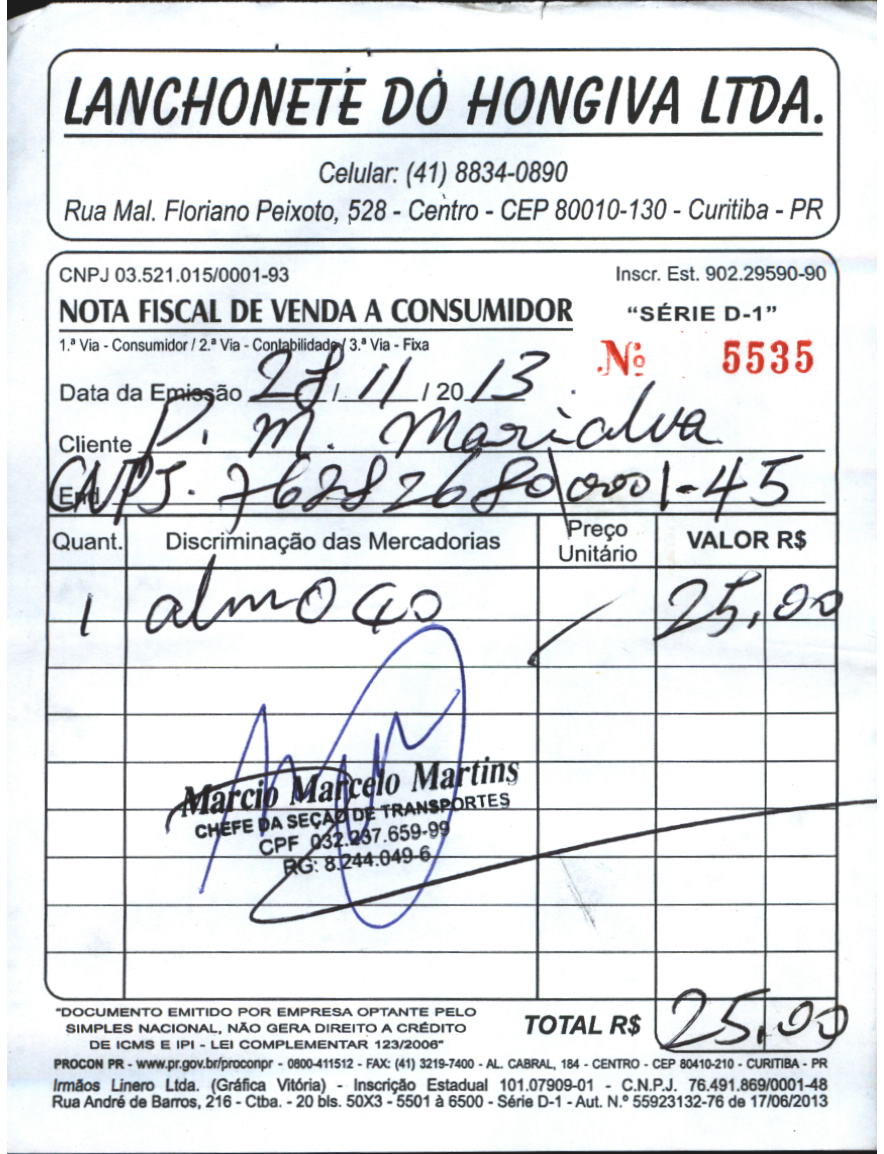 LANCHONETE DO HONGIVA LTDA.
Celular: (41) 8834-0890
Rua Mal. Floriano Peixoto, 528 - Centro - CEP 80010-130 - Curitiba - PR
CNPJ 03.521.015/0001-93 Inscr. Est. 902.29590-90
NOTA FISCAL DE VENDA A CONSUMIDOR "SÉRIE D-1"
1.ª Via - Consumidor / 2.ª Via - Contabilidade / 3.ª Via - Fixa
Nº 5535
Data da Emissão 28 / 11 / 20 13
Cliente P. M. Marialva
End. CNPJ. 76282680\0001-45
Quant. Discriminação das Mercadorias Preço Unitário VALOR R$
1 almoço 25,00
Marcio Marcelo Martins
CHEFE DA SEÇÃO DE TRANSPORTES
CPF 032.237.659-99
RG: 8.244.049-6
"DOCUMENTO EMITIDO POR EMPRESA OPTANTE PELO
SIMPLES NACIONAL, NÃO GERA DIREITO A CRÉDITO
DE ICMS E IPI - LEI COMPLEMENTAR 123/2006"
TOTAL R$ 25,00
PROCON PR - www.pr.gov.br/proconpr - 0800-411512 - FAX: (41) 3219-7400 - AL. CABRAL, 184 - CENTRO - CEP 80410-210 - CURITIBA - PR
Irmãos Linero Ltda. (Gráfica Vitória) - Inscrição Estadual 101.07909-01 - C.N.P.J. 76.491.869/0001-48
Rua André de Barros, 216 - Ctba. - 20 bls. 50X3 - 5501 à 6500 - Série D-1 - Aut. N.º 55923132-76 de 17/06/2013